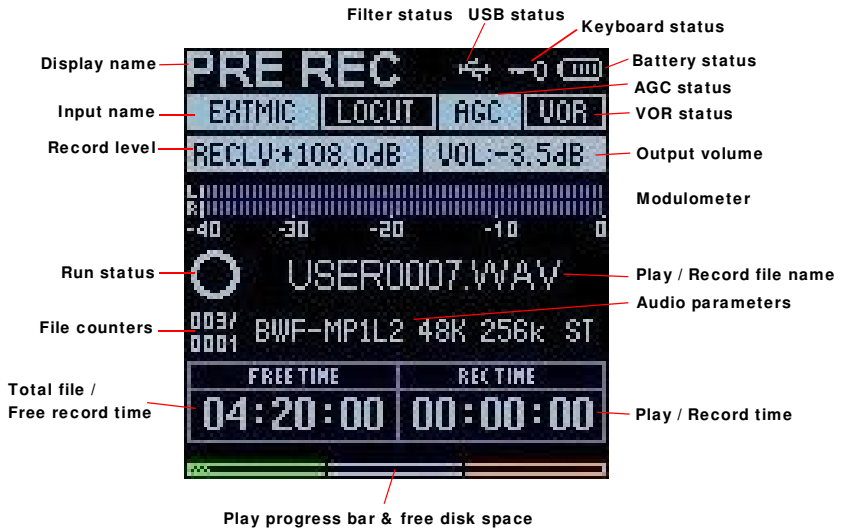 Filter status USB status
Keyboard status
Display name PRE REC Battery status
AGC status
Input name EXTMIC LOCUT AGC VOR VOR status
Record level RECLV:+108.0dB VOL:-3.5dB Output volume
L
R
Modulometer
-40 -30 -20 -10 0
Run status USER0007.WAV Play / Record file name
Audio parameters
File counters 003/
0001 BWF-MP1L2 48K 256k ST
FREE TIME REC TIME
Total file /
Free record time 04:20:00 00:00:00 Play / Record time
Play progress bar & free disk space